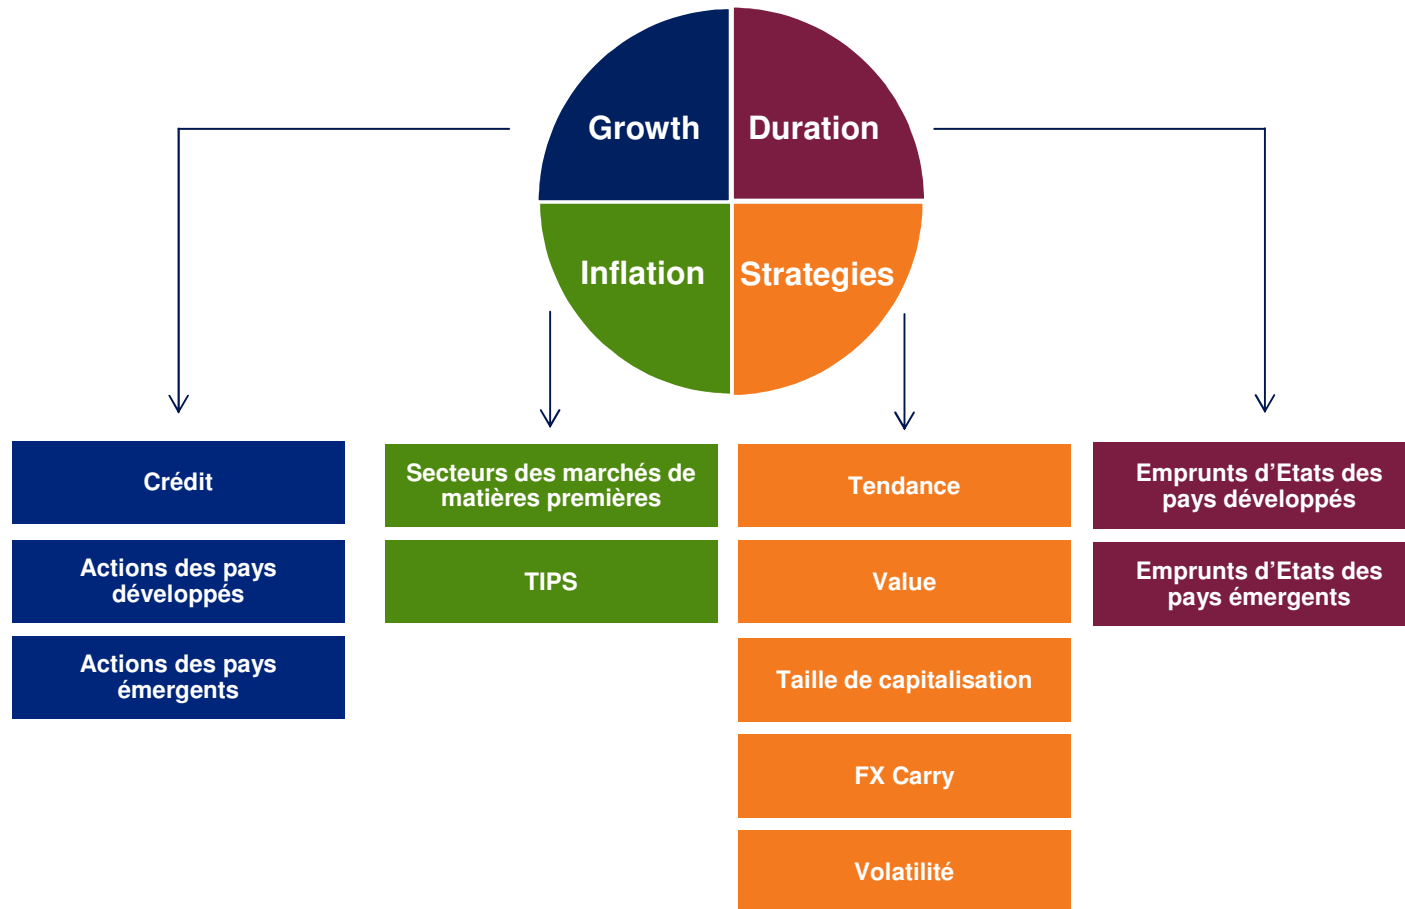 Growth
Duration
Inflation
Strategies
Crédit
Actions des pays
développés
Actions des pays
émergents
Secteurs des marchés de
matières premières
TIPS
Tendance
Value
Taille de capitalisation
FX Carry
Volatilité
Emprunts d’Etats des
pays développés
Emprunts d’Etats des
pays émergents